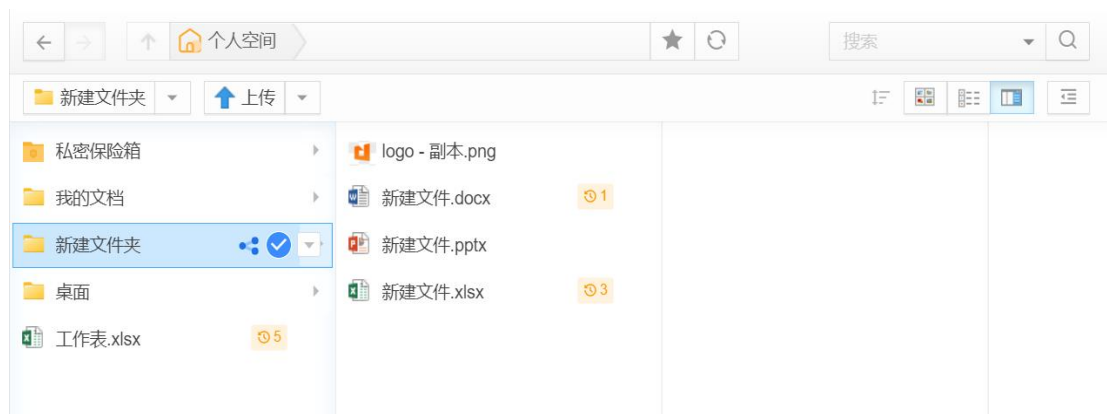 个人空间
搜索
新建文件夹
上传
私密保险箱
我的文档
新建文件夹
桌面
工作表.xlsx 5
logo - 副本.png
新建文件.docx 1
新建文件.pptx
新建文件.xlsx 3